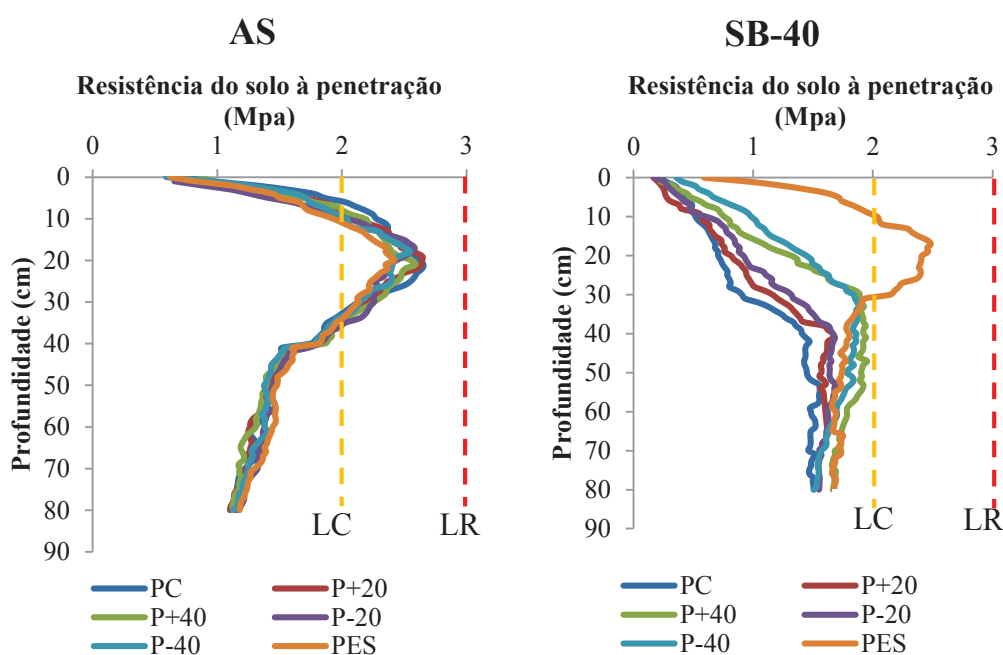 AS
Resistência do solo à penetração
(Mpa)
0 1 2 3
0
10
20
30
40
50
60
70
80
90
Profundidade (cm)
LC LR
PC P+20
P+40 P-20
P-40 PES
SB-40
Resistência do solo à penetração
(Mpa)
0 1 2 3
0
10
20
30
40
50
60
70
80
90
Profundidade (cm)
LC LR
PC P+20
P+40 P-20
P-40 PES